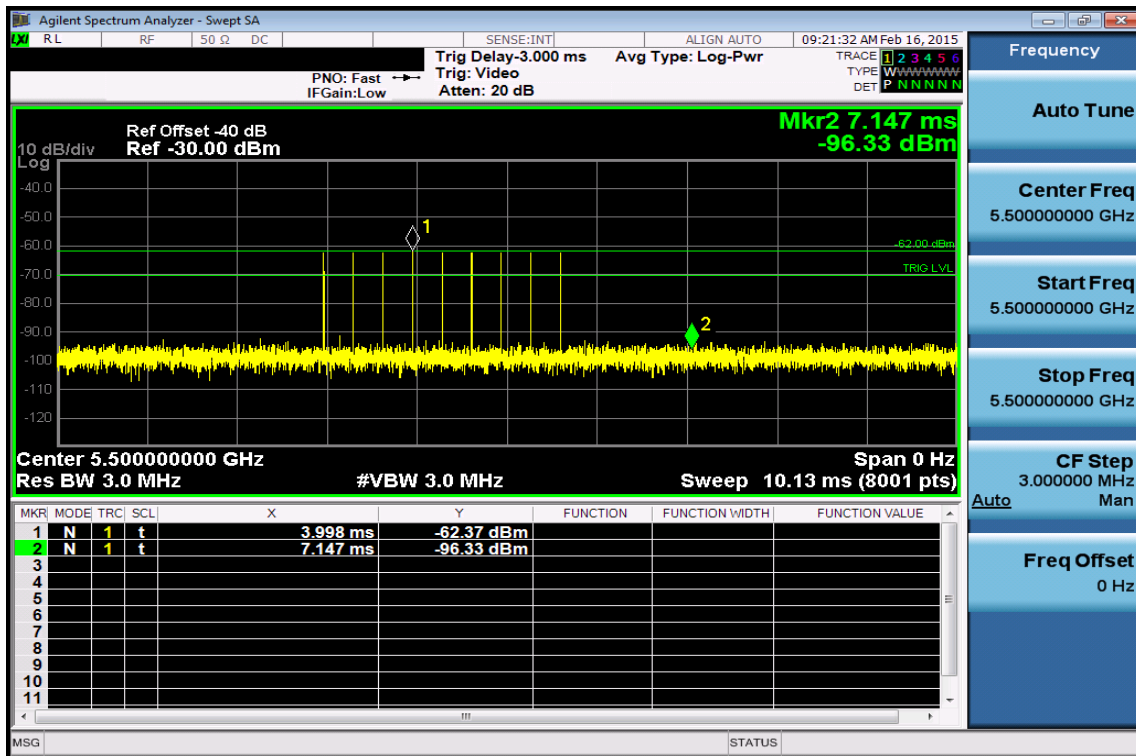 Agilent Spectrum Analyzer - Swept SA
LXI RL RF 50 Ω DC SENSE:INT ALIGN AUTO 09:21:32 AM Feb 16, 2015
Trig Delay-3.000 ms Avg Type: Log-Pwr TRACE 1 2 3 4 5 6
PNO: Fast Trig: Video TYPE WWWWWWW
IFGain:Low Atten: 20 dB DET P N N N N N
Mkr2 7.147 ms
-96.33 dBm
Ref Offset -40 dB
10 dB/div Ref -30.00 dBm
Log
-40.0
-50.0
1
-60.0
-62.00 dBm
-70.0
TRIG LVL
-80.0
-90.0
2
-100
-110
-120
Center 5.500000000 GHz Span 0 Hz
Res BW 3.0 MHz #VBW 3.0 MHz Sweep 10.13 ms (8001 pts)
MKR MODE TRC SCL X Y FUNCTION FUNCTION WIDTH FUNCTION VALUE
1 N 1 t 3.998 ms -62.37 dBm
2 N 1 t 7.147 ms -96.33 dBm
3
4
5
6
7
8
9
10
11
MSG STATUS
Frequency
Auto Tune
Center Freq
5.500000000 GHz
Start Freq
5.500000000 GHz
Stop Freq
5.500000000 GHz
CF Step
3.000000 MHz
Auto Man
Freq Offset
0 Hz